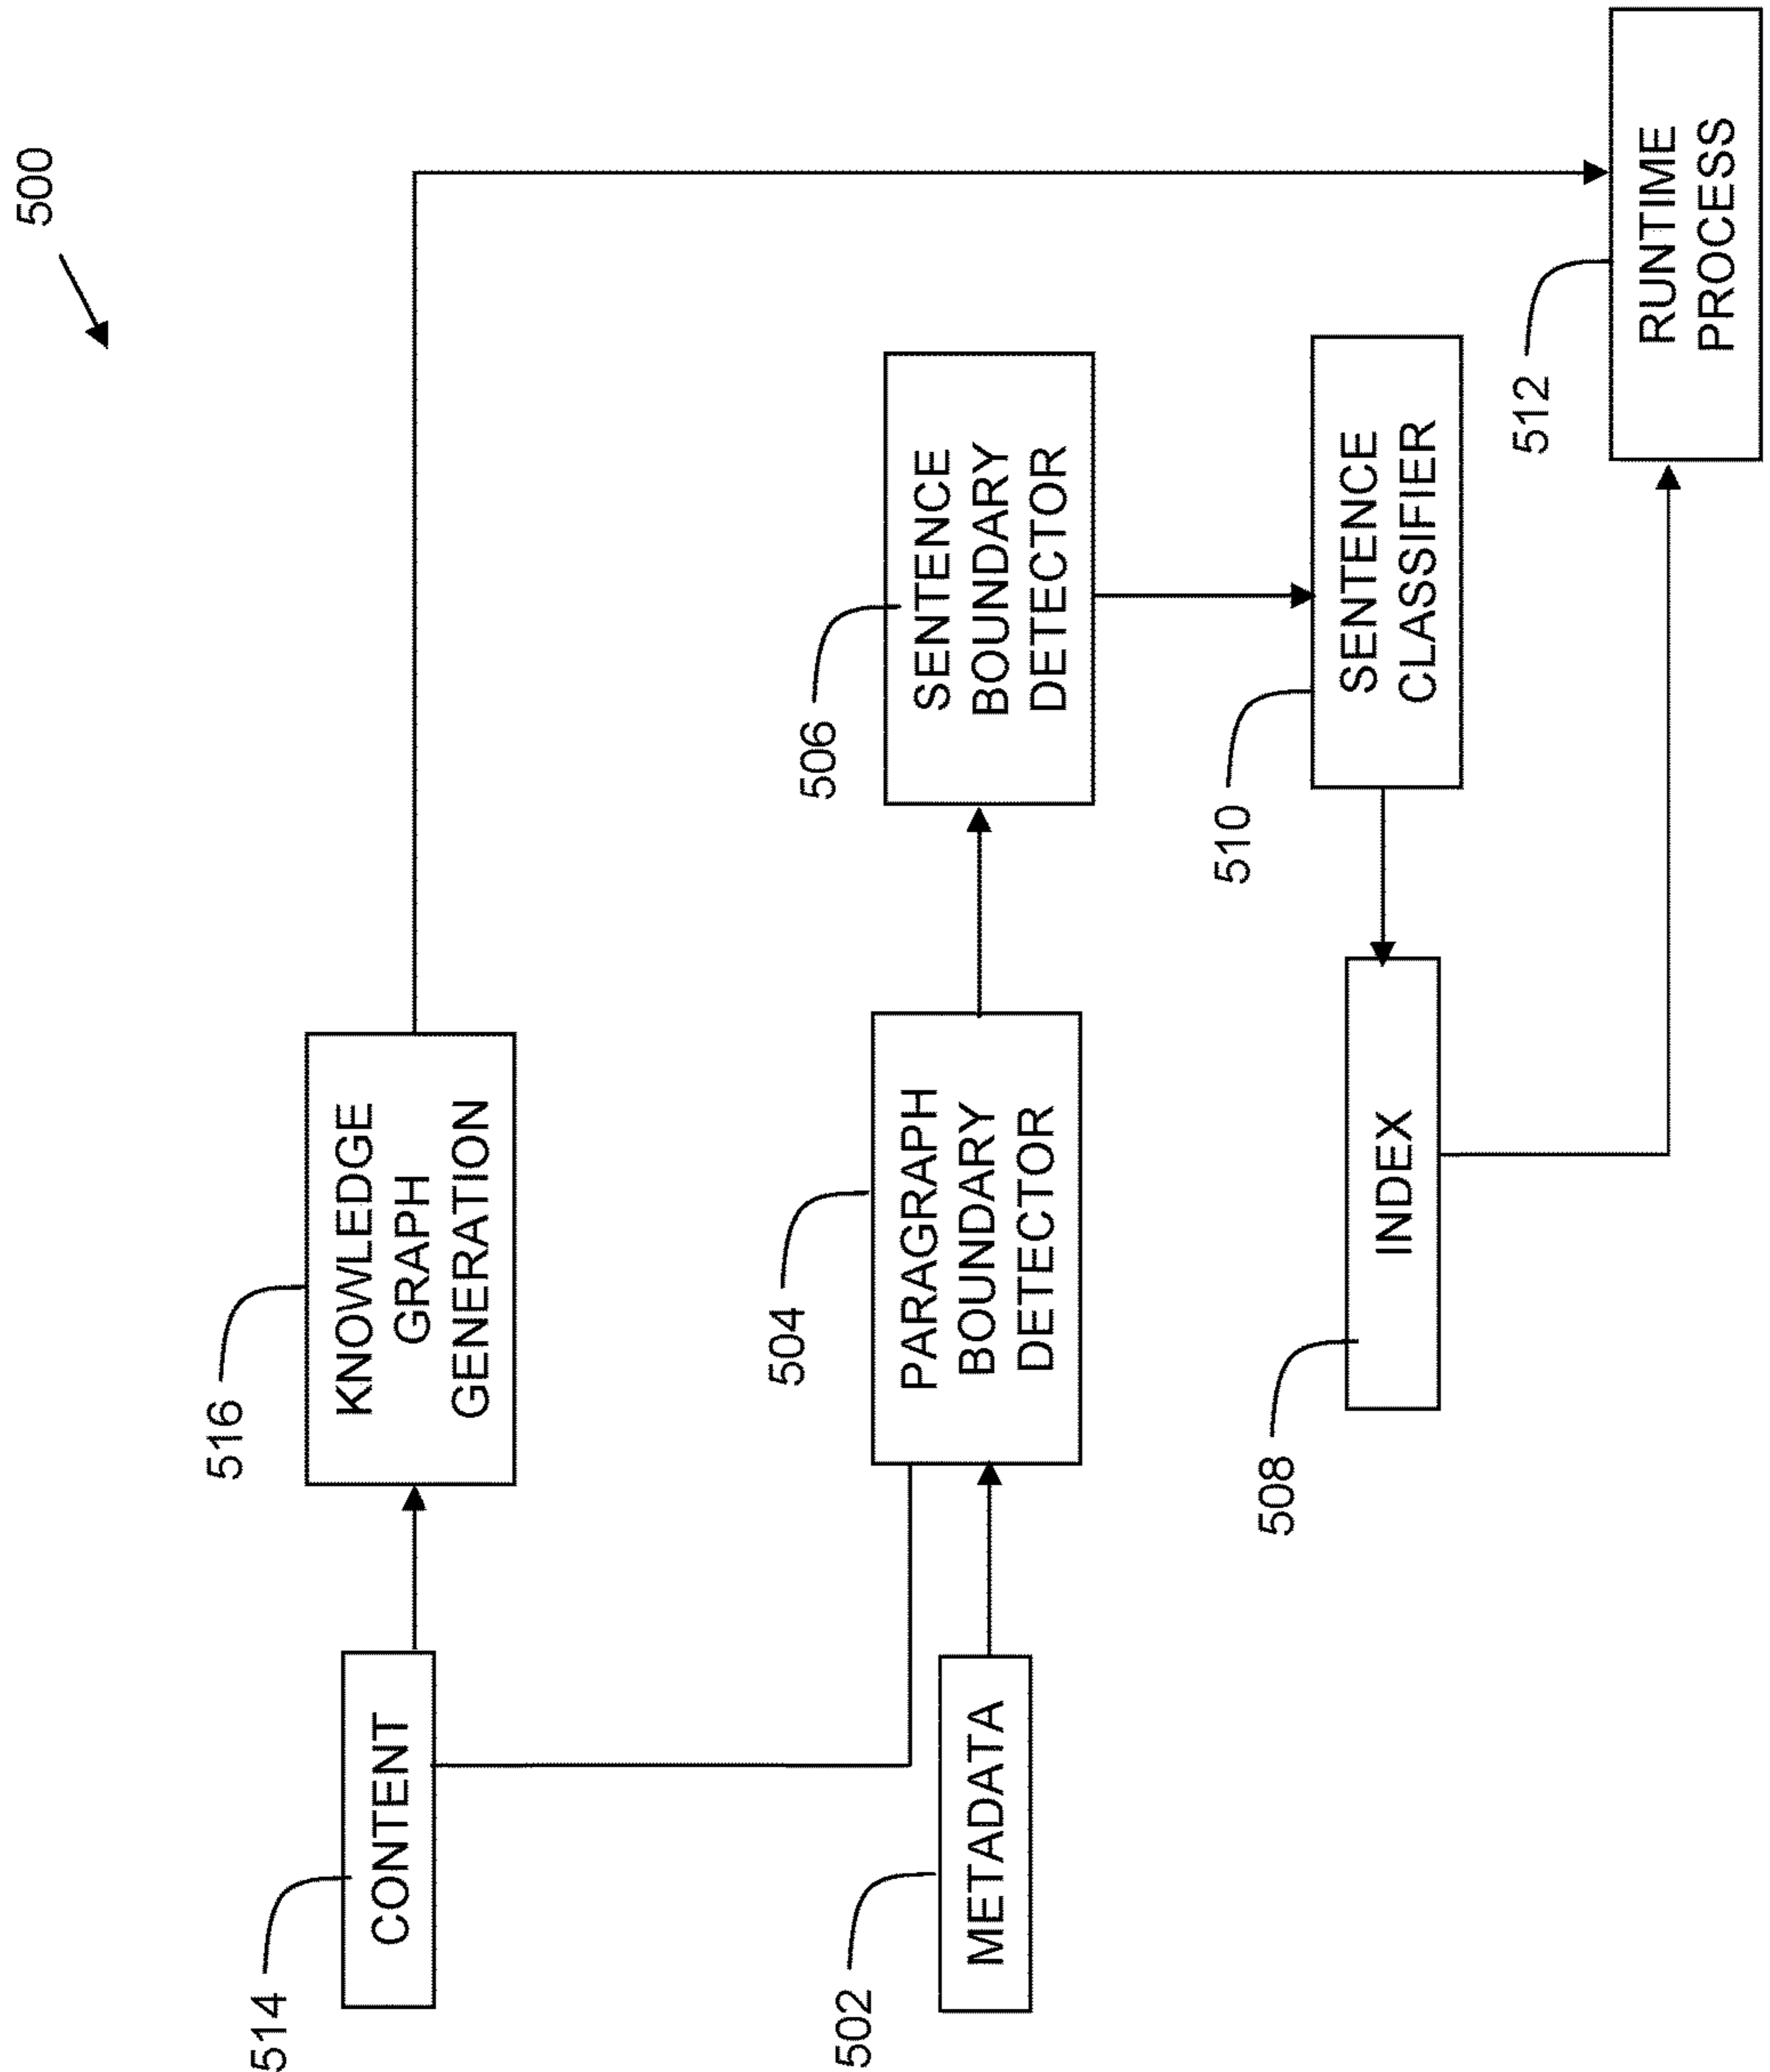 500
514
CONTENT
516
KNOWLEDGE
GRAPH
GENERATION
502
METADATA
504
PARAGRAPH
BOUNDARY
DETECTOR
506
SENTENCE
BOUNDARY
DETECTOR
508
INDEX
510
SENTENCE
CLASSIFIER
512
RUNTIME
PROCESS